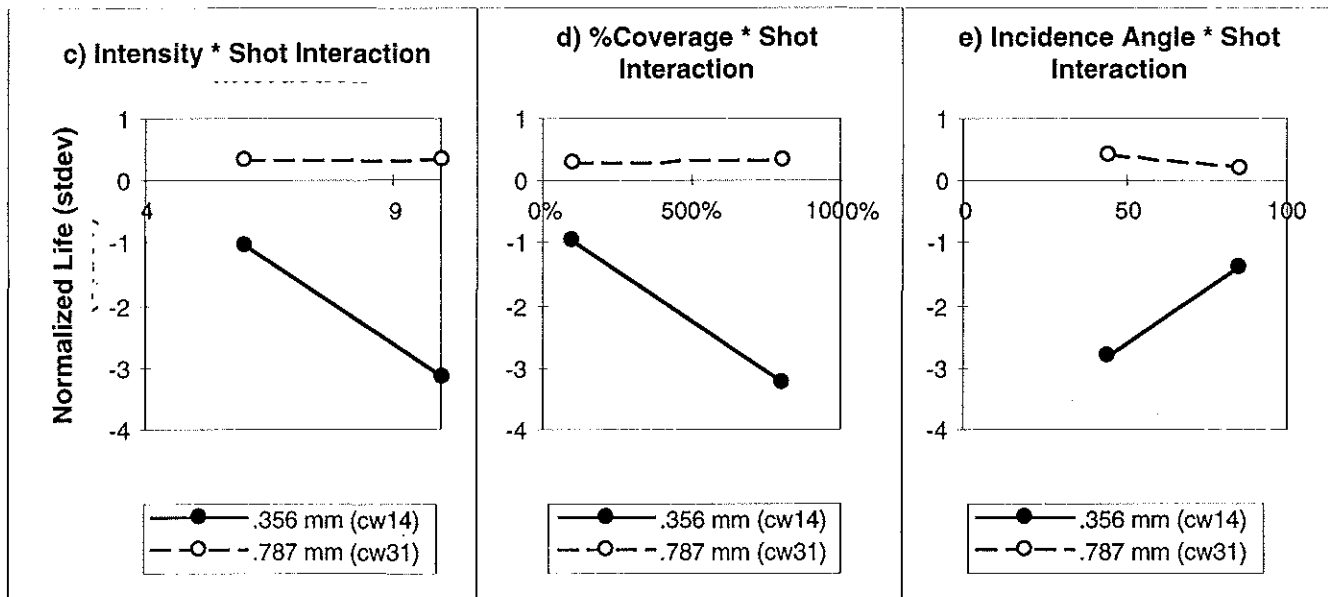 c) Intensity * Shot Interaction
Normalized Life (stdev)
1
0
-1
-2
-3
-4
4
9
.356 mm (cw14)
.787 mm (cw31)
d) %Coverage * Shot
Interaction
1
0
-1
-2
-3
-4
0%
500%
1000%
.356 mm (cw14)
.787 mm (cw31)
e) Incidence Angle * Shot
Interaction
1
0
-1
-2
-3
-4
0
50
100
.356 mm (cw14)
.787 mm (cw31)